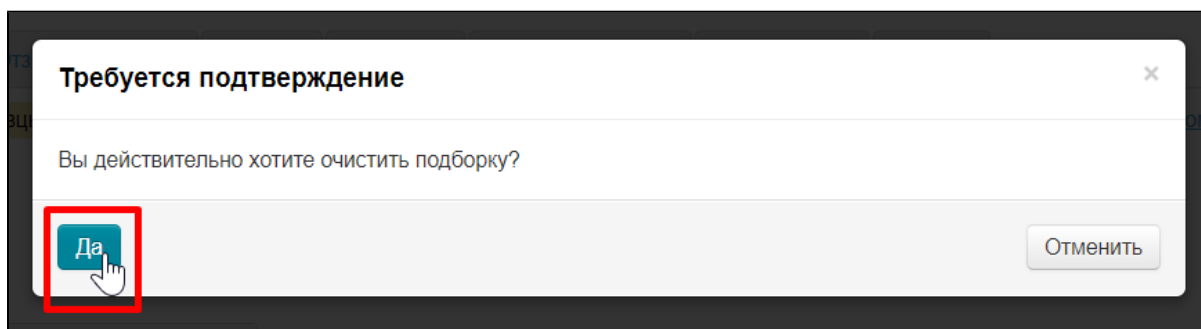 Требуется подтверждение ×
Вы действительно хотите очистить подборку?
Да Отменить